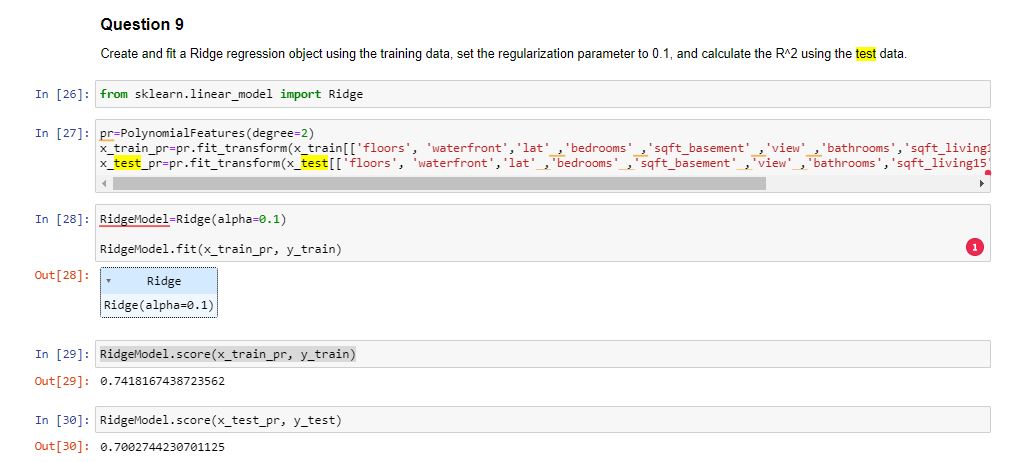 Question 9
Create and fit a Ridge regression object using the training data, set the regularization parameter to 0.1, and calculate the R^2 using the test data.
In [26]: from sklearn.linear_model import Ridge
In [27]: pr=PolynomialFeatures(degree=2)
x_train_pr=pr.fit_transform(x_train[['floors', 'waterfront','lat' ,'bedrooms' ,'sqft_basement' ,'view' ,'bathrooms','sqft_living1
x_test_pr=pr.fit_transform(x_test[['floors', 'waterfront','lat' ,'bedrooms' ,'sqft_basement' ,'view' ,'bathrooms','sqft_living15'
In [28]: RidgeModel=Ridge(alpha=0.1)
RidgeModel.fit(x_train_pr, y_train)
1
Out[28]: Ridge
Ridge(alpha=0.1)
In [29]: RidgeModel.score(x_train_pr, y_train)
Out[29]: 0.7418167438723562
In [30]: RidgeModel.score(x_test_pr, y_test)
Out[30]: 0.7002744230701125